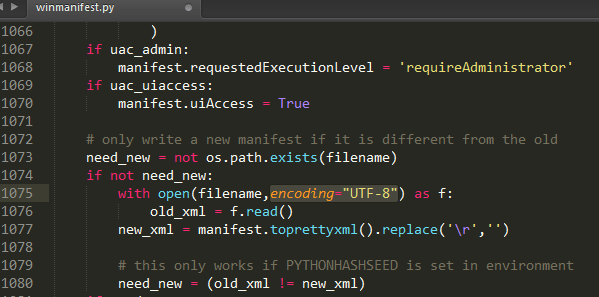 winmanifest.py
1066 )
1067 if uac_admin:
1068 manifest.requestedExecutionLevel = 'requireAdministrator'
1069 if uac_uiaccess:
1070 manifest.uiAccess = True
1071
1072 # only write a new manifest if it is different from the old
1073 need_new = not os.path.exists(filename)
1074 if not need_new:
1075 with open(filename,encoding="UTF-8") as f:
1076 old_xml = f.read()
1077 new_xml = manifest.toprettyxml().replace('\r','')
1078
1079 # this only works if PYTHONHASHSEED is set in environment
1080 need_new = (old_xml != new_xml)